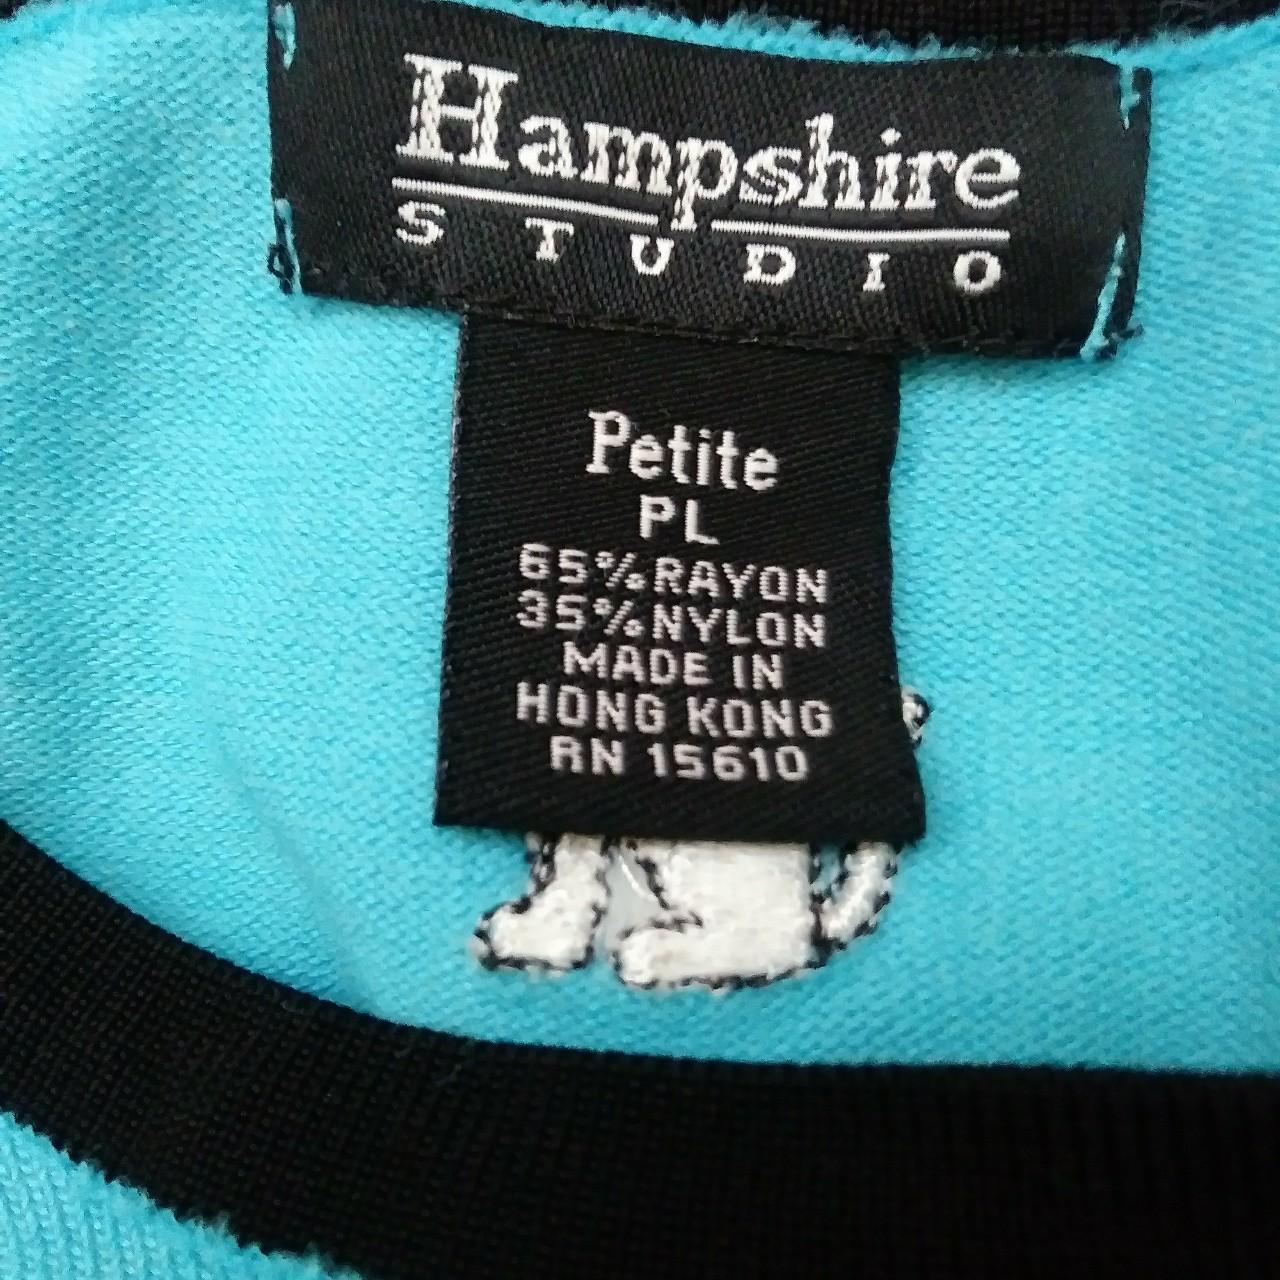 Hampshire
STUDIO
Petite
PL
65% RAYON
35% NYLON
MADE IN
HONG KONG
RN 15610